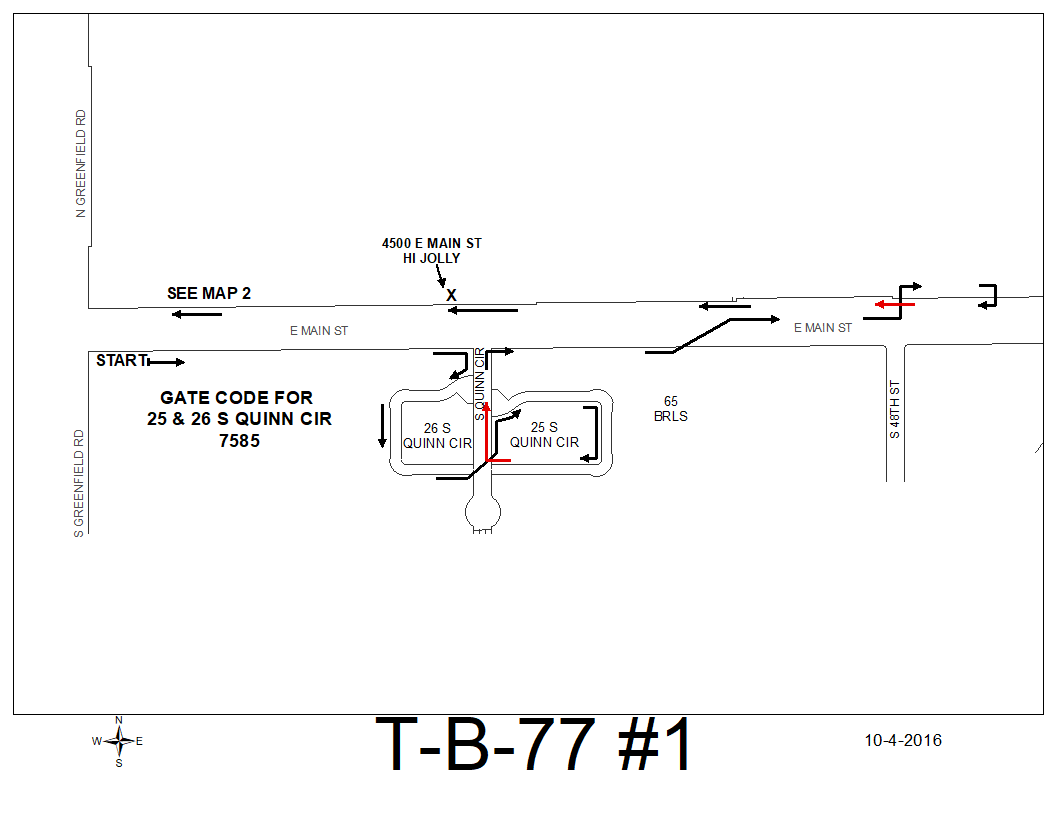 N GREENFIELD RD
4500 E MAIN ST
HI JOLLY
X
SEE MAP 2
E MAIN ST
E MAIN ST
START
S QUINN CIR
GATE CODE FOR
25 & 26 S QUINN CIR
7585
26 S
QUINN CIR
25 S
QUINN CIR
65
BRLS
S 48TH ST
S GREENFIELD RD
N
W E
S
T-B-77 #1
10-4-2016